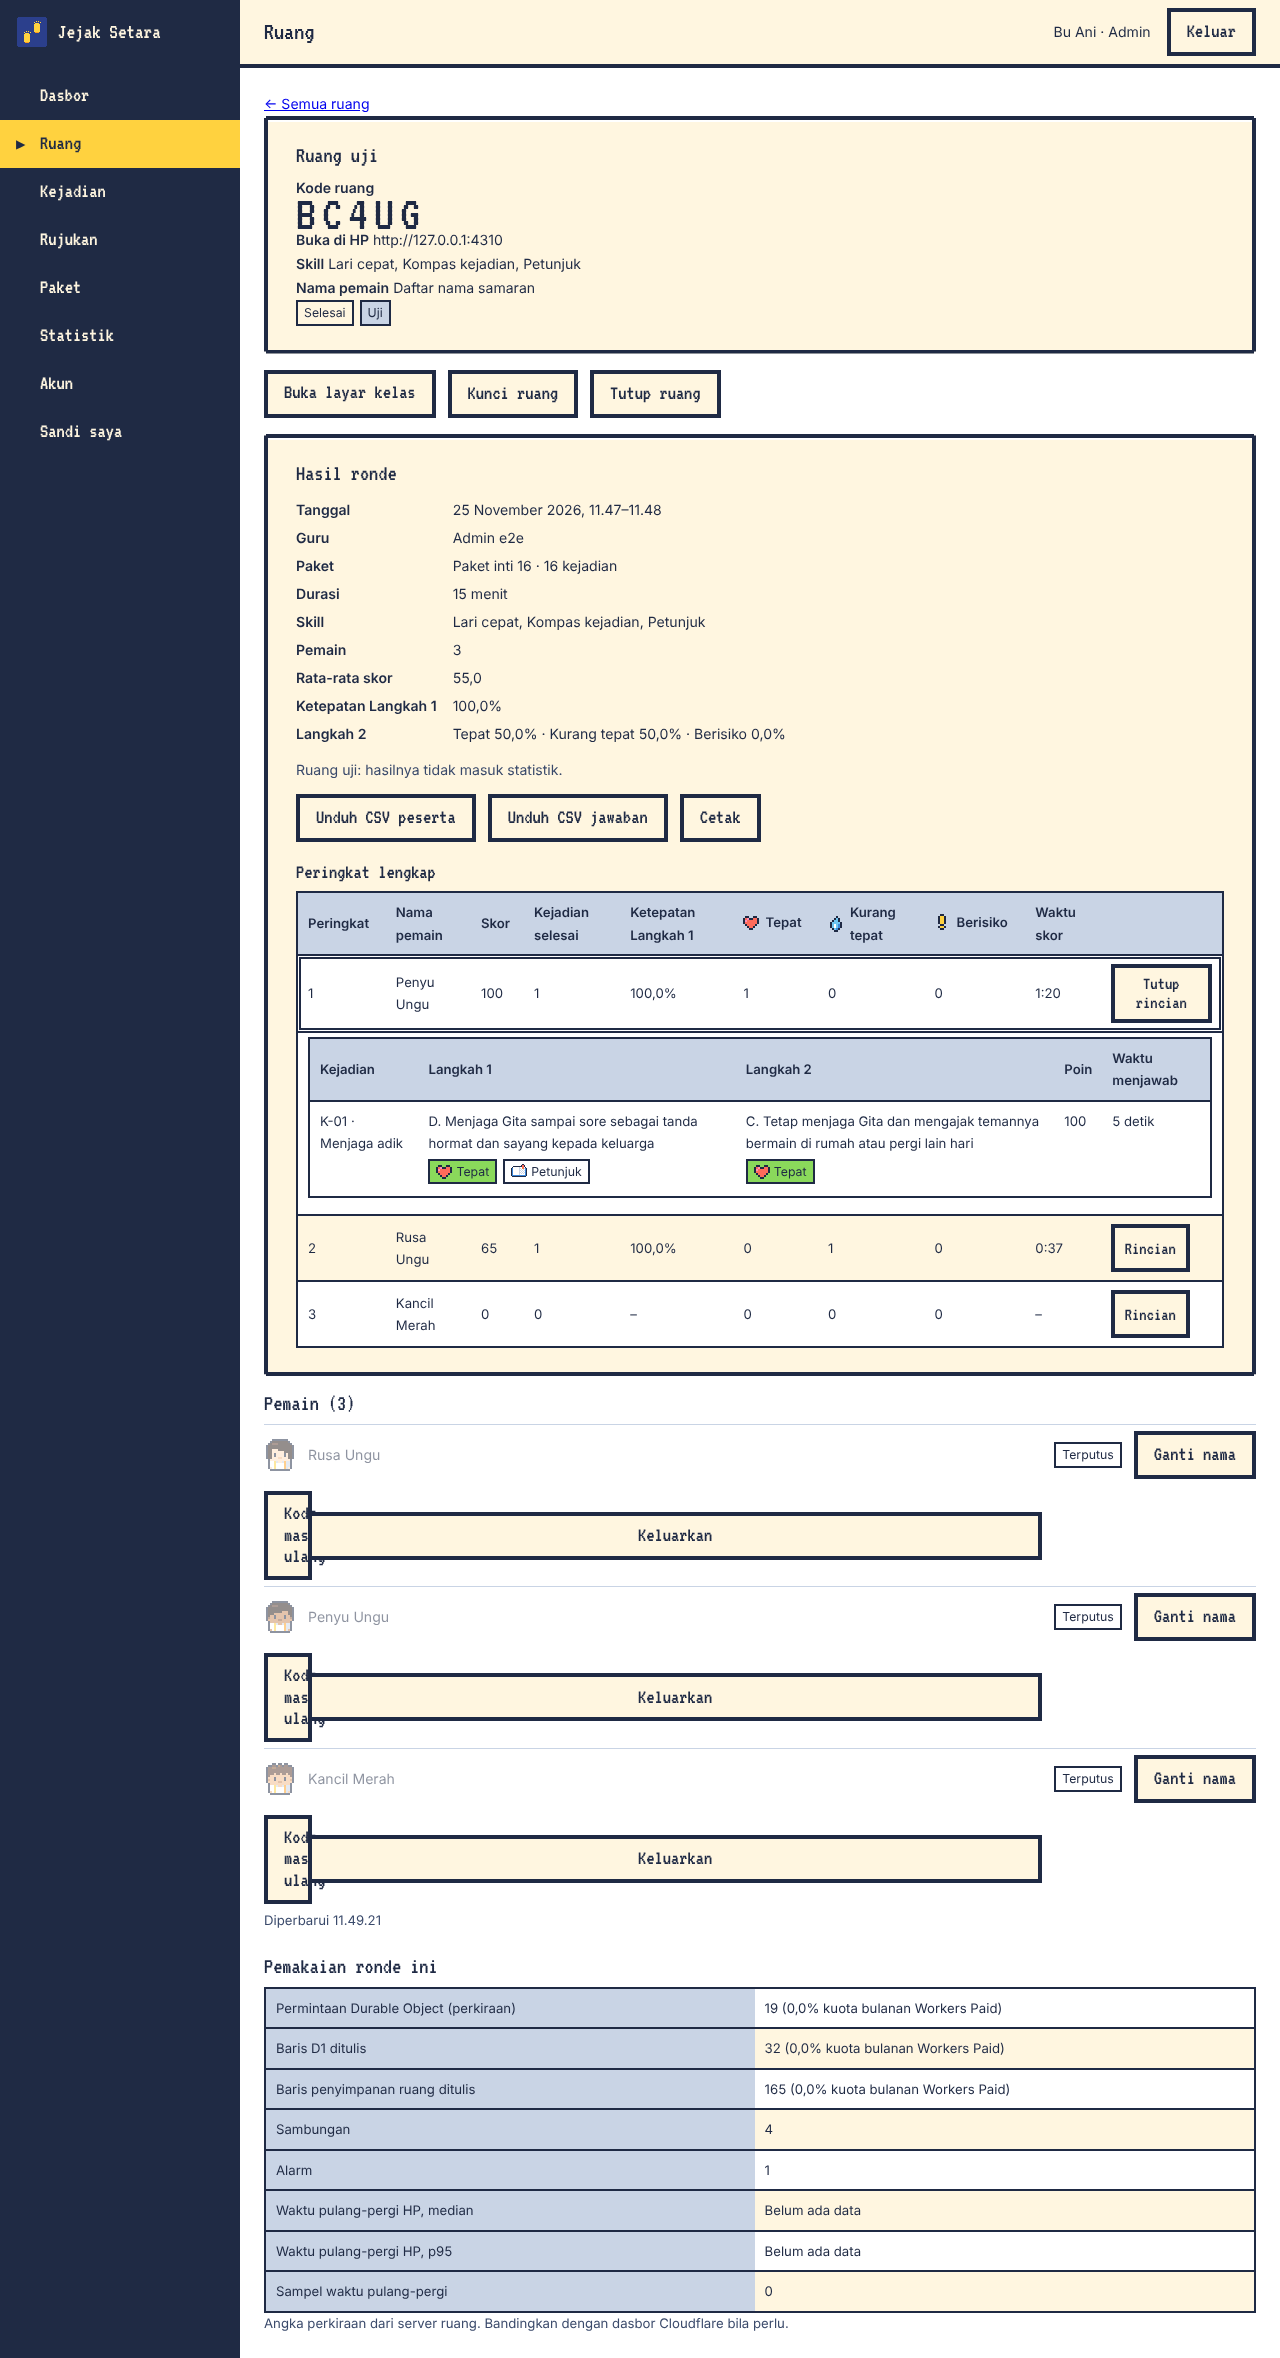 Jejak Setara
Ruang
Bu Ani · Admin
Keluar
Dasbor
▶ Ruang
Kejadian
Rujukan
Paket
Statistik
Akun
Sandi saya
← Semua ruang
Ruang uji
Kode ruang
BC4UG
Buka di HP http://127.0.0.1:4310
Skill Lari cepat, Kompas kejadian, Petunjuk
Nama pemain Daftar nama samaran
Selesai Uji
Buka layar kelas Kunci ruang Tutup ruang
Hasil ronde
Tanggal 25 November 2026, 11.47–11.48
Guru Admin e2e
Paket Paket inti 16 · 16 kejadian
Durasi 15 menit
Skill Lari cepat, Kompas kejadian, Petunjuk
Pemain 3
Rata-rata skor 55,0
Ketepatan Langkah 1 100,0%
Langkah 2 Tepat 50,0% · Kurang tepat 50,0% · Berisiko 0,0%
Ruang uji: hasilnya tidak masuk statistik.
Unduh CSV peserta Unduh CSV jawaban Cetak
Peringkat lengkap
Peringkat Nama pemain Skor Kejadian selesai Ketepatan Langkah 1 Tepat Kurang tepat Berisiko Waktu skor
1 Penyu Ungu 100 1 100,0% 1 0 0 1:20 Tutup rincian
Kejadian Langkah 1 Langkah 2 Poin Waktu menjawab
K-01 · Menjaga adik D. Menjaga Gita sampai sore sebagai tanda hormat dan sayang kepada keluarga C. Tetap menjaga Gita dan mengajak temannya bermain di rumah atau pergi lain hari 100 5 detik
Tepat Petunjuk Tepat
2 Rusa Ungu 65 1 100,0% 0 1 0 0:37 Rincian
3 Kancil Merah 0 0 – 0 0 0 – Rincian
Pemain (3)
Rusa Ungu Terputus Ganti nama
Keluarkan
Penyu Ungu Terputus Ganti nama
Keluarkan
Kancil Merah Terputus Ganti nama
Keluarkan
Diperbarui 11.49.21
Pemakaian ronde ini
Permintaan Durable Object (perkiraan) 19 (0,0% kuota bulanan Workers Paid)
Baris D1 ditulis 32 (0,0% kuota bulanan Workers Paid)
Baris penyimpanan ruang ditulis 165 (0,0% kuota bulanan Workers Paid)
Sambungan 4
Alarm 1
Waktu pulang-pergi HP, median Belum ada data
Waktu pulang-pergi HP, p95 Belum ada data
Sampel waktu pulang-pergi 0
Angka perkiraan dari server ruang. Bandingkan dengan dasbor Cloudflare bila perlu.